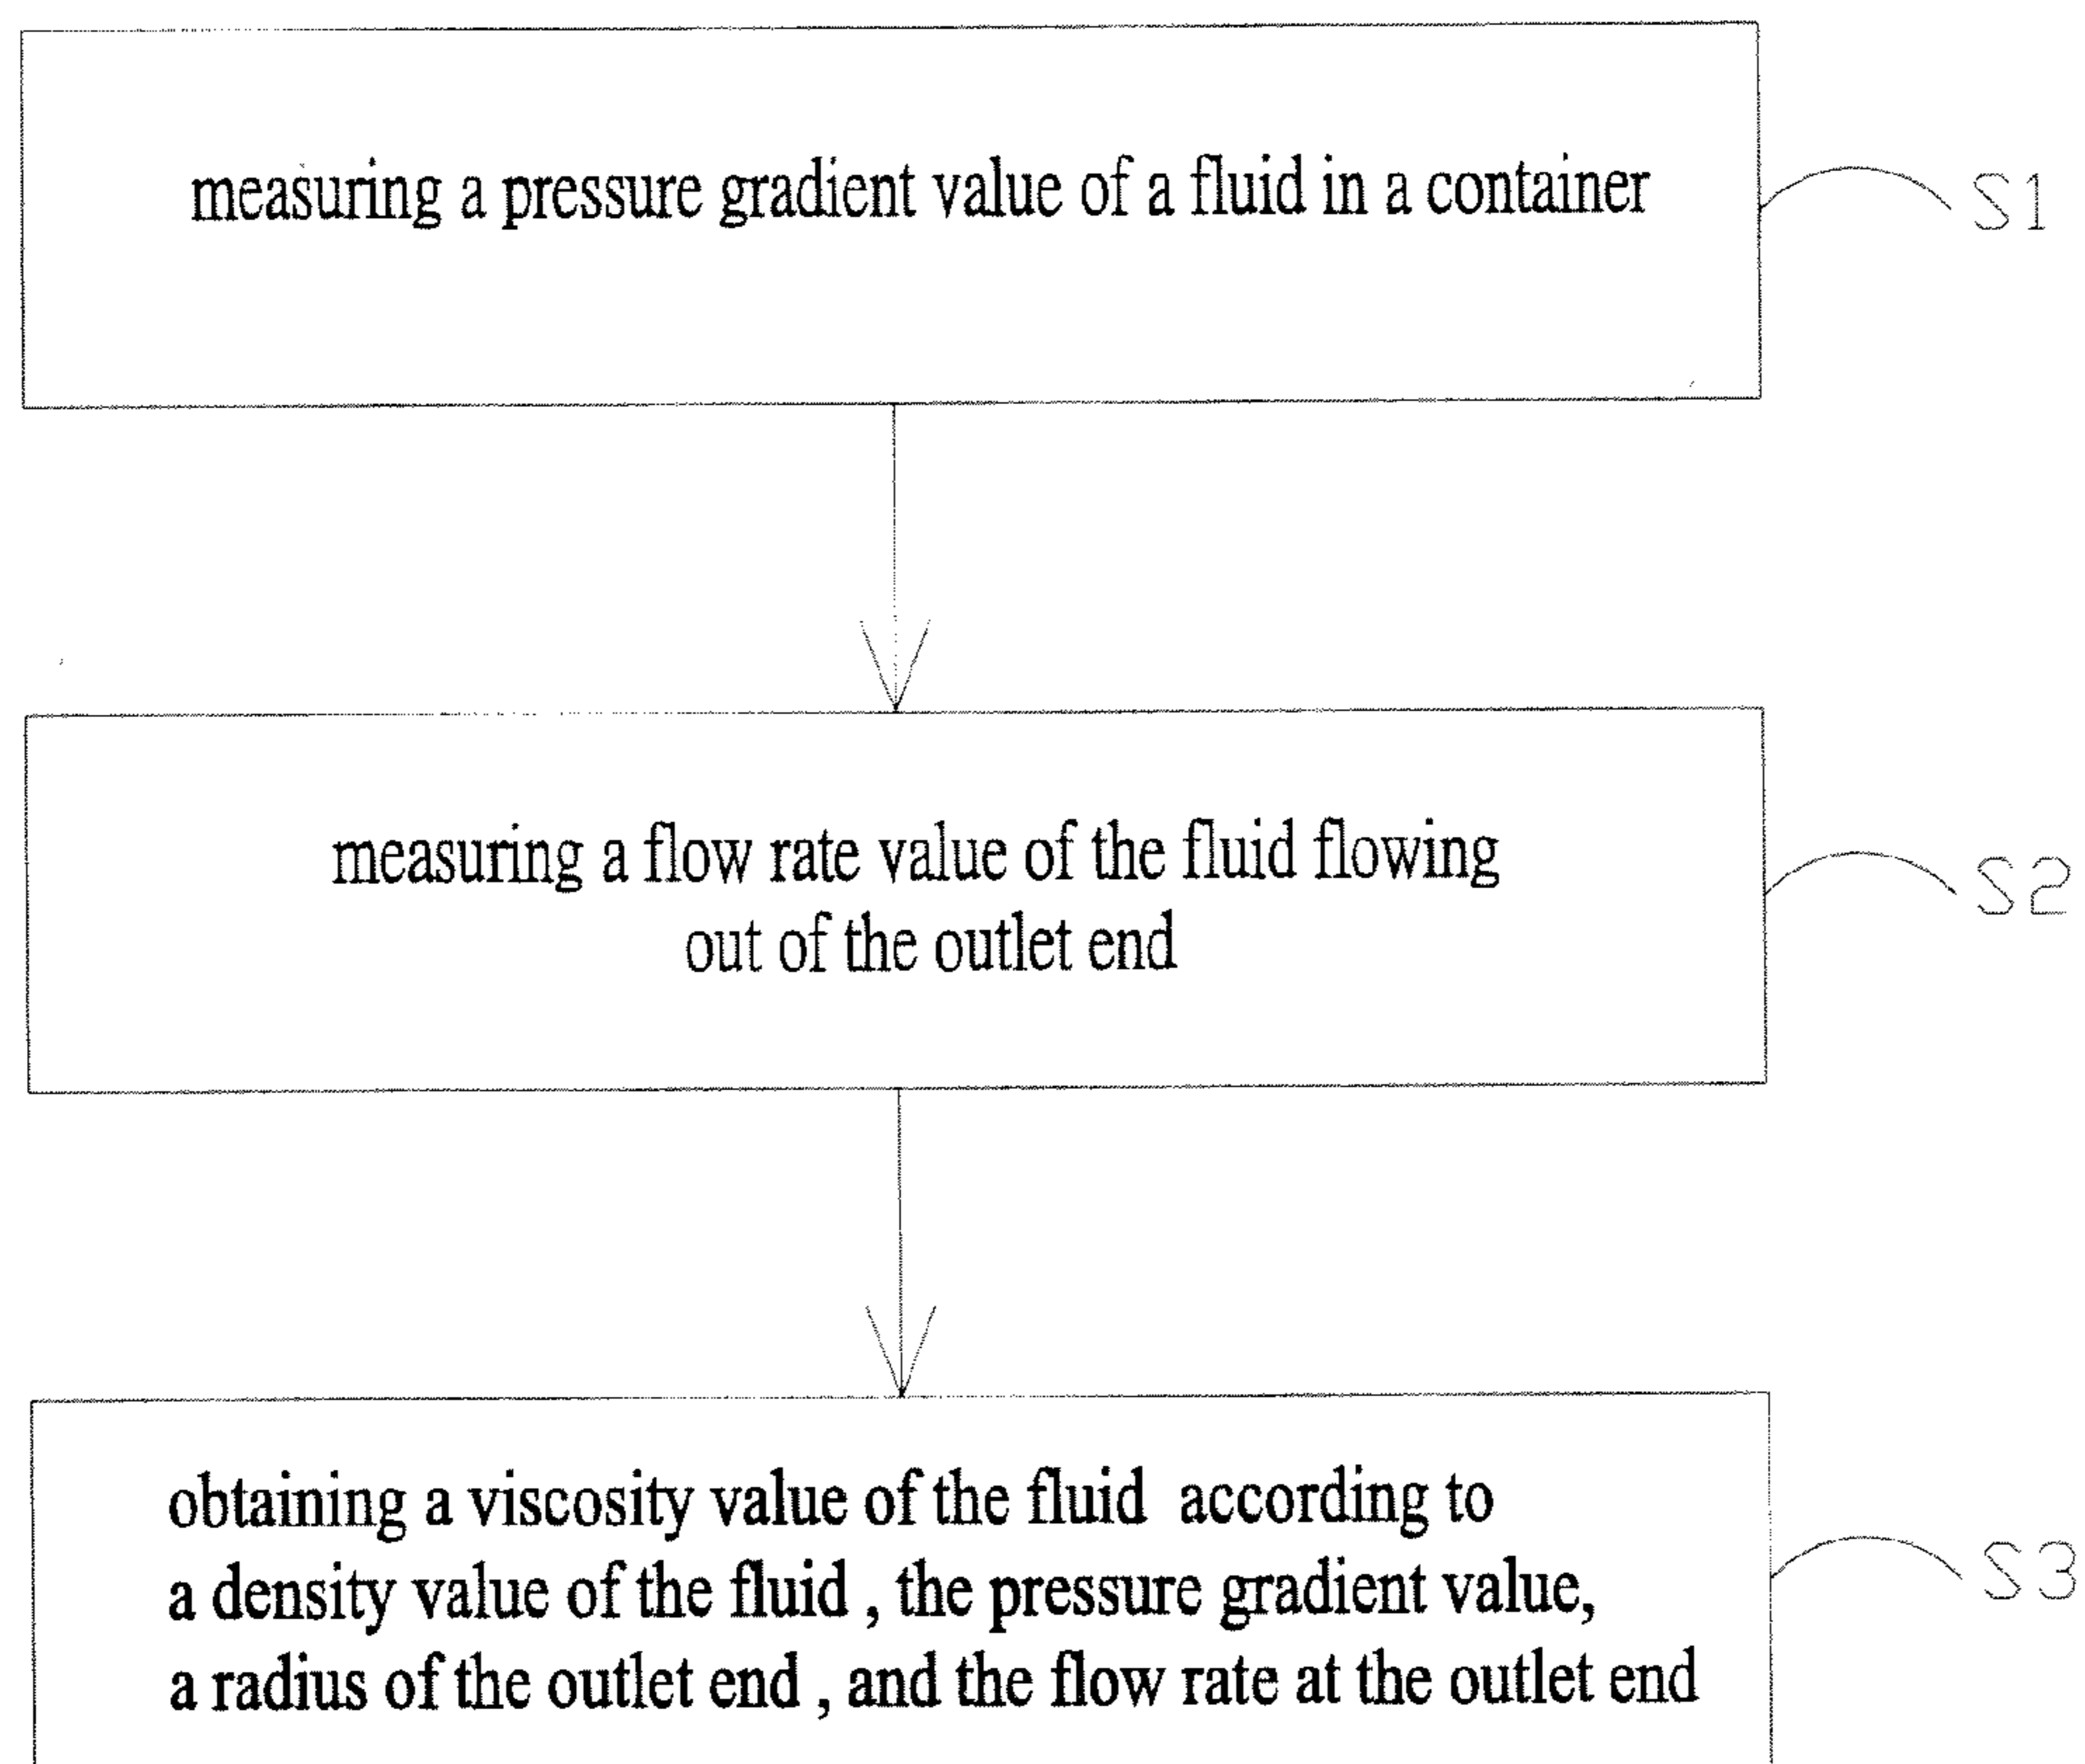 measuring a pressure gradient value of a fluid in a container
S1
measuring a flow rate value of the fluid flowing
out of the outlet end
S2
obtaining a viscosity value of the fluid according to
a density value of the fluid , the pressure gradient value,
a radius of the outlet end , and the flow rate at the outlet end
S3